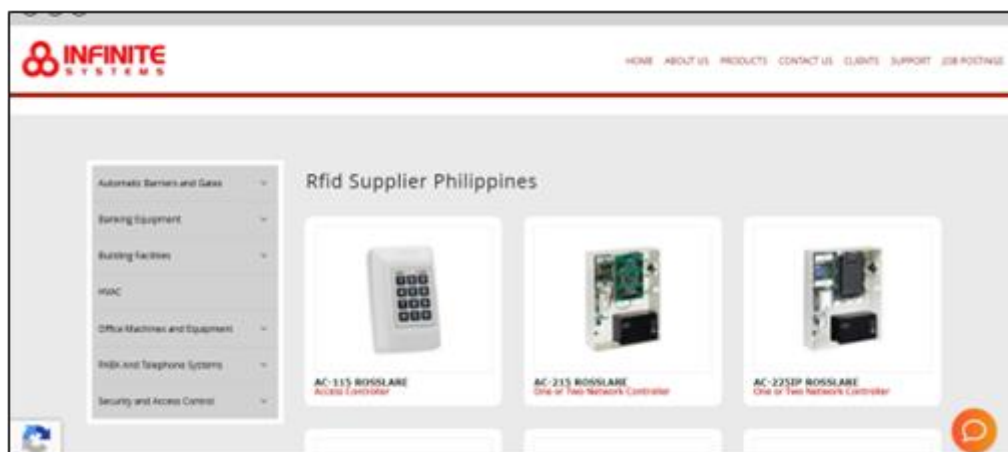 INFINITE
SYSTEMS
HOME ABOUT US PRODUCTS CONTACT US CLIENTS SUPPORT JOB POSTINGS
Rfid Supplier Philippines
Automatic Barriers and Gates
Banking Equipment
Building Facilities
HVAC
Office Machines and Equipment
PABX And Telephone Systems
Security and Access Control
AC-115 ROSSLARE
Access Controller
AC-215 ROSSLARE
One or Two Network Controller
AC-225IP ROSSLARE
One or Two Network Controller